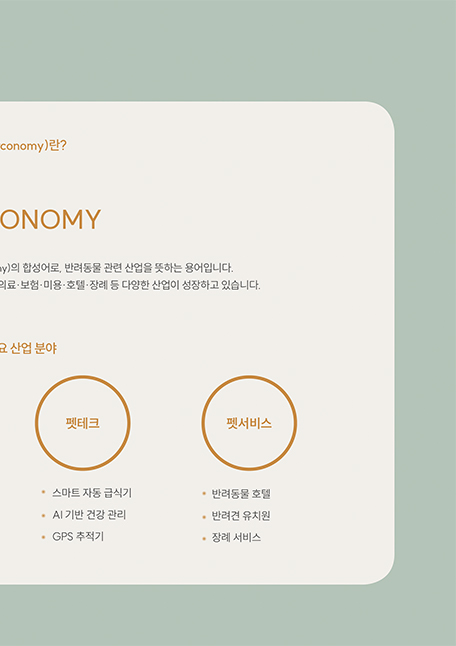 conomy)란?
ONOMY
my)의 합성어로, 반려동물 관련 산업을 뜻하는 용어입니다.
의료·보험·미용·호텔·장례 등 다양한 산업이 성장하고 있습니다.
요 산업 분야
펫테크
펫서비스
• 스마트 자동 급식기
• AI 기반 건강 관리
• GPS 추적기
• 반려동물 호텔
• 반려견 유치원
• 장례 서비스